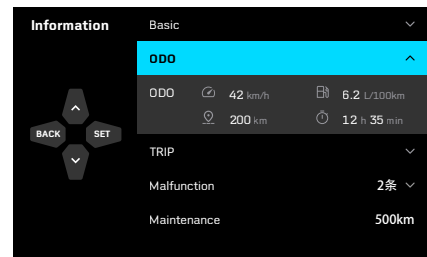 Information
Basic
ODO
ODO 42 km/h 6.2 L/100km
200 km 12 h 35 min
BACK SET
TRIP
Malfunction 2条
Maintenance 500km